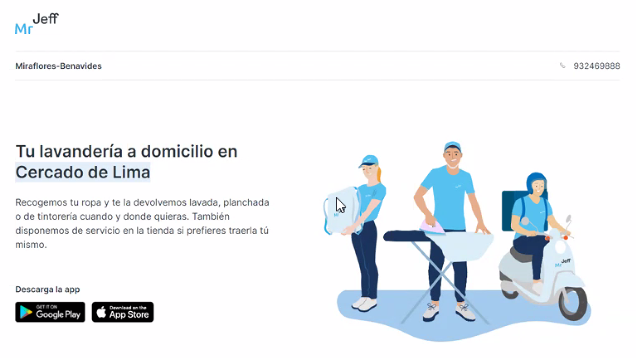 Mr Jeff
Miraflores-Benavides
932469888
Tu lavandería a domicilio en
Cercado de Lima
Recogemos tu ropa y te la devolvemos lavada, planchada
o de tintorería cuando y donde quieras. También
disponemos de servicio en la tienda si prefieres traerla tú
mismo.
Descarga la app
GET IT ON
Google Play
Download on the
App Store
Mr Jeff